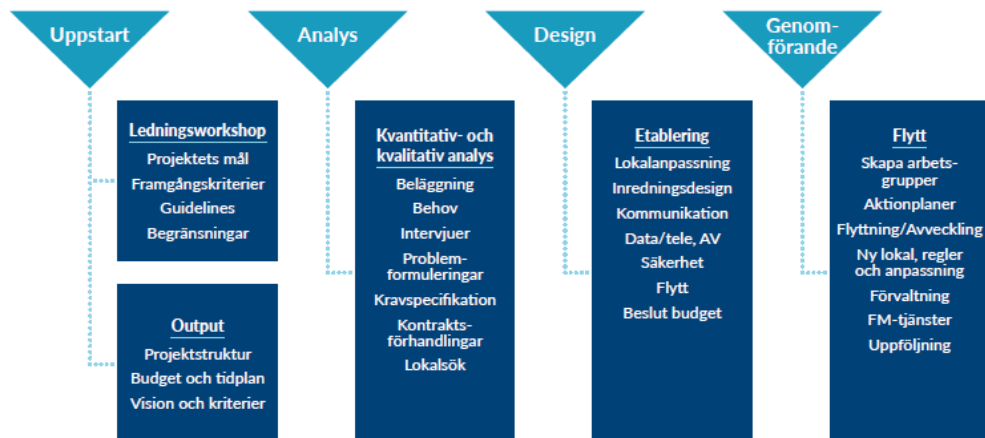 Uppstart
Ledningsworkshop
Projektets mål
Framgångskriterier
Guidelines
Begränsningar
Output
Projektstruktur
Budget och tidplan
Vision och kriterier
Analys
Kvantitativ- och
kvalitativ analys
Beläggning
Behov
Intervjuer
Problem-
formuleringar
Kravspecifikation
Kontrakts-
förhandlingar
Lokalsök
Design
Etablering
Lokalanpassning
Inredningsdesign
Kommunikation
Data/tele, AV
Säkerhet
Flytt
Beslut budget
Genom-
förande
Flytt
Skapa arbets-
grupper
Aktionplaner
Flyttning/Avveckling
Ny lokal, regler
och anpassning
Förvaltning
FM-tjänster
Uppföljning